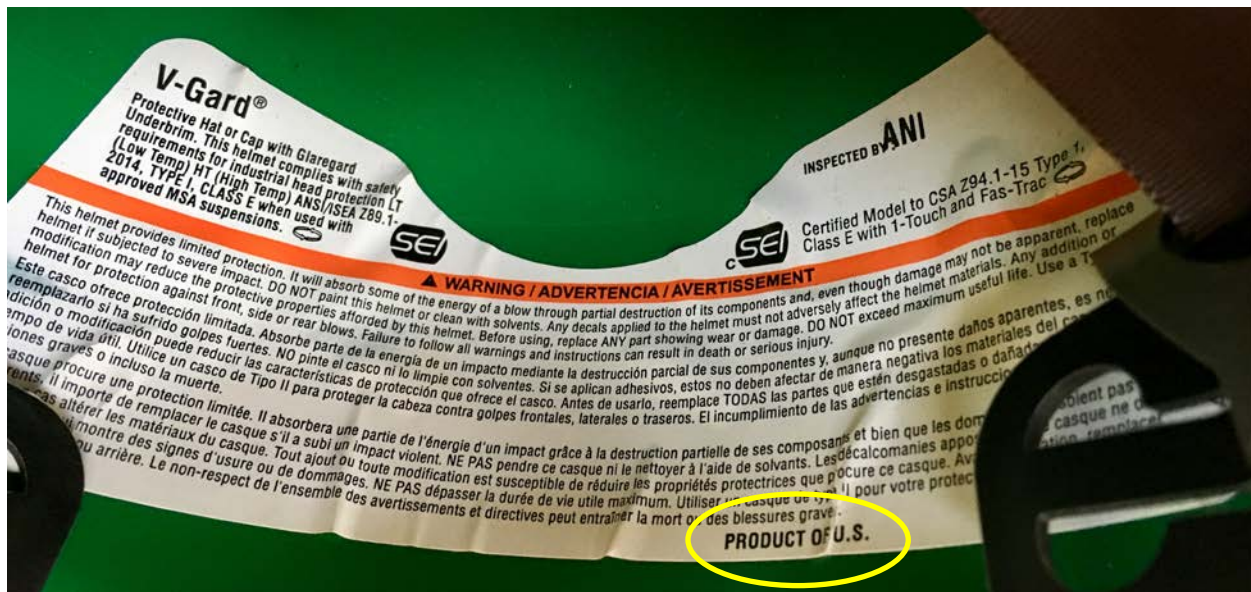 V-Gard®
Protective Hat or Cap with Glaregard
Underbrim. This helmet complies with safety
requirements for industrial head protection LT
(Low Temp) HT (High Temp) ANSI/ISEA Z89.1-
2014, TYPE I, CLASS E when used with
approved MSA suspensions.
SEI
INSPECTED BY ANI
Certified Model to CSA Z94.1-15 Type 1,
Class E with 1-Touch and Fas-Trac
C SEI
WARNING / ADVERTENCIA / AVERTISSEMENT
This helmet provides limited protection. It will absorb some of the energy of a blow through partial destruction of its components and, even though damage may not be apparent, replace
helmet if subjected to severe impact. DO NOT paint this helmet or clean with solvents. Any decals applied to the helmet must not adversely affect the helmet materials. Any addition or
modification may reduce the protective properties afforded by this helmet. Before using, replace ANY part showing wear or damage. DO NOT exceed maximum useful life. Use a
helmet for protection against front, side or rear blows. Failure to follow all warnings and instructions can result in death or serious injury.
Este casco ofrece protección limitada. Absorbe parte de la energía de un impacto mediante la destrucción parcial de sus componentes y, aunque no presente daños aparentes, es
reemplazarlo si ha sufrido golpes fuertes. NO pinte el casco ni lo limpie con solventes. Si se aplican adhesivos, estos no deben afectar de manera negativa los materiales del
dición o modificación puede reducir las características de protección que ofrece el casco. Antes de usarlo, reemplace TODAS las partes que estén desgastadas o
mpo de vida útil. Utilice un casco de Tipo II para proteger la cabeza contra golpes frontales, laterales o traseros. El incumplimiento de las advertencias e
iones graves o incluso la muerte.
casque procure une protection limitée. Il absorbera une partie de l'énergie d'un impact grâce à la destruction partielle de ses composants et bien que les
rents, il importe de remplacer le casque s'il a subi un impact violent. NE PAS pendre ce casque ni le nettoyer à l'aide de solvants. Les décalcomanies
cas altérer les matériaux du casque. Tout ajout ou toute modification est susceptible de réduire les propriétés protectrices que procure ce casque.
montre des signes d'usure ou de dommages. NE PAS dépasser la durée de vie utile maximum. Utiliser un casque de type II pour votre
ou arrière. Le non-respect de l'ensemble des avertissements et directives peut entraîner la mort ou des blessures
PRODUCT OF U.S.